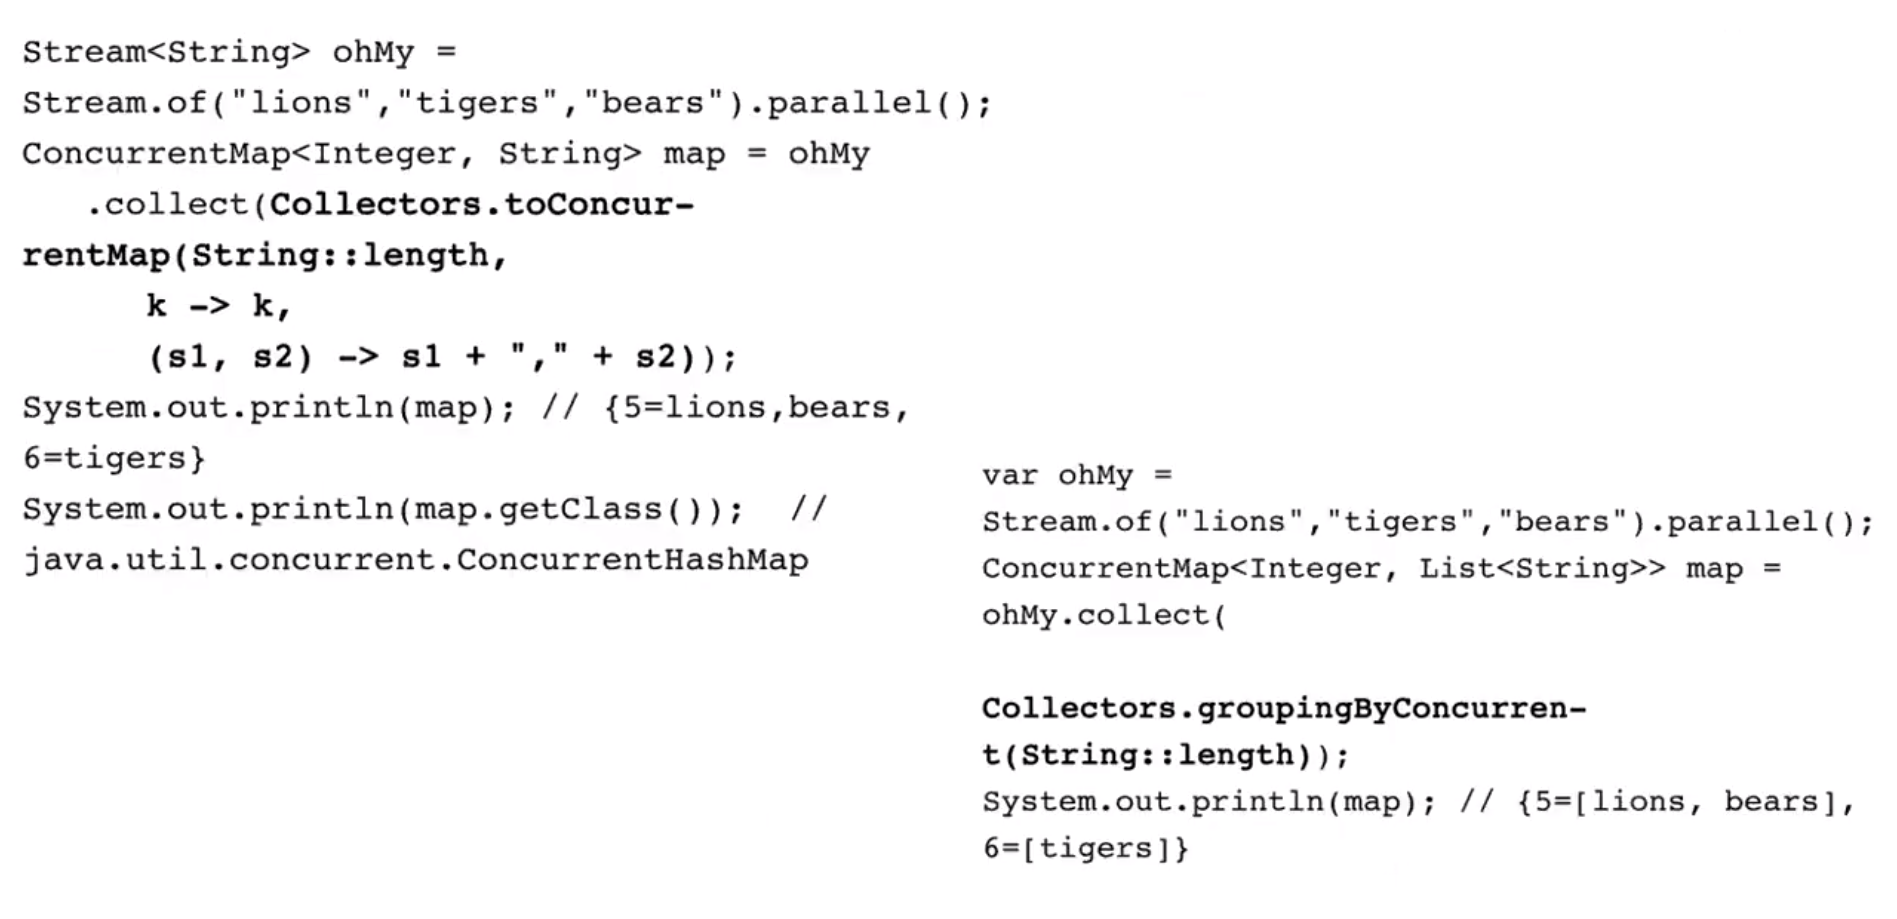 Stream<String> ohMy =
Stream.of("lions","tigers","bears").parallel();
ConcurrentMap<Integer, String> map = ohMy
.collect(Collectors.toConcur-
rentMap(String::length,
k -> k,
(s1, s2) -> s1 + "," + s2));
System.out.println(map); // {5=lions,bears,
6=tigers}
System.out.println(map.getClass()); //
java.util.concurrent.ConcurrentHashMap
var ohMy =
Stream.of("lions","tigers","bears").parallel();
ConcurrentMap<Integer, List<String>> map =
ohMy.collect(
Collectors.groupingByConcurren-
t(String::length));
System.out.println(map); // {5=[lions, bears],
6=[tigers]}